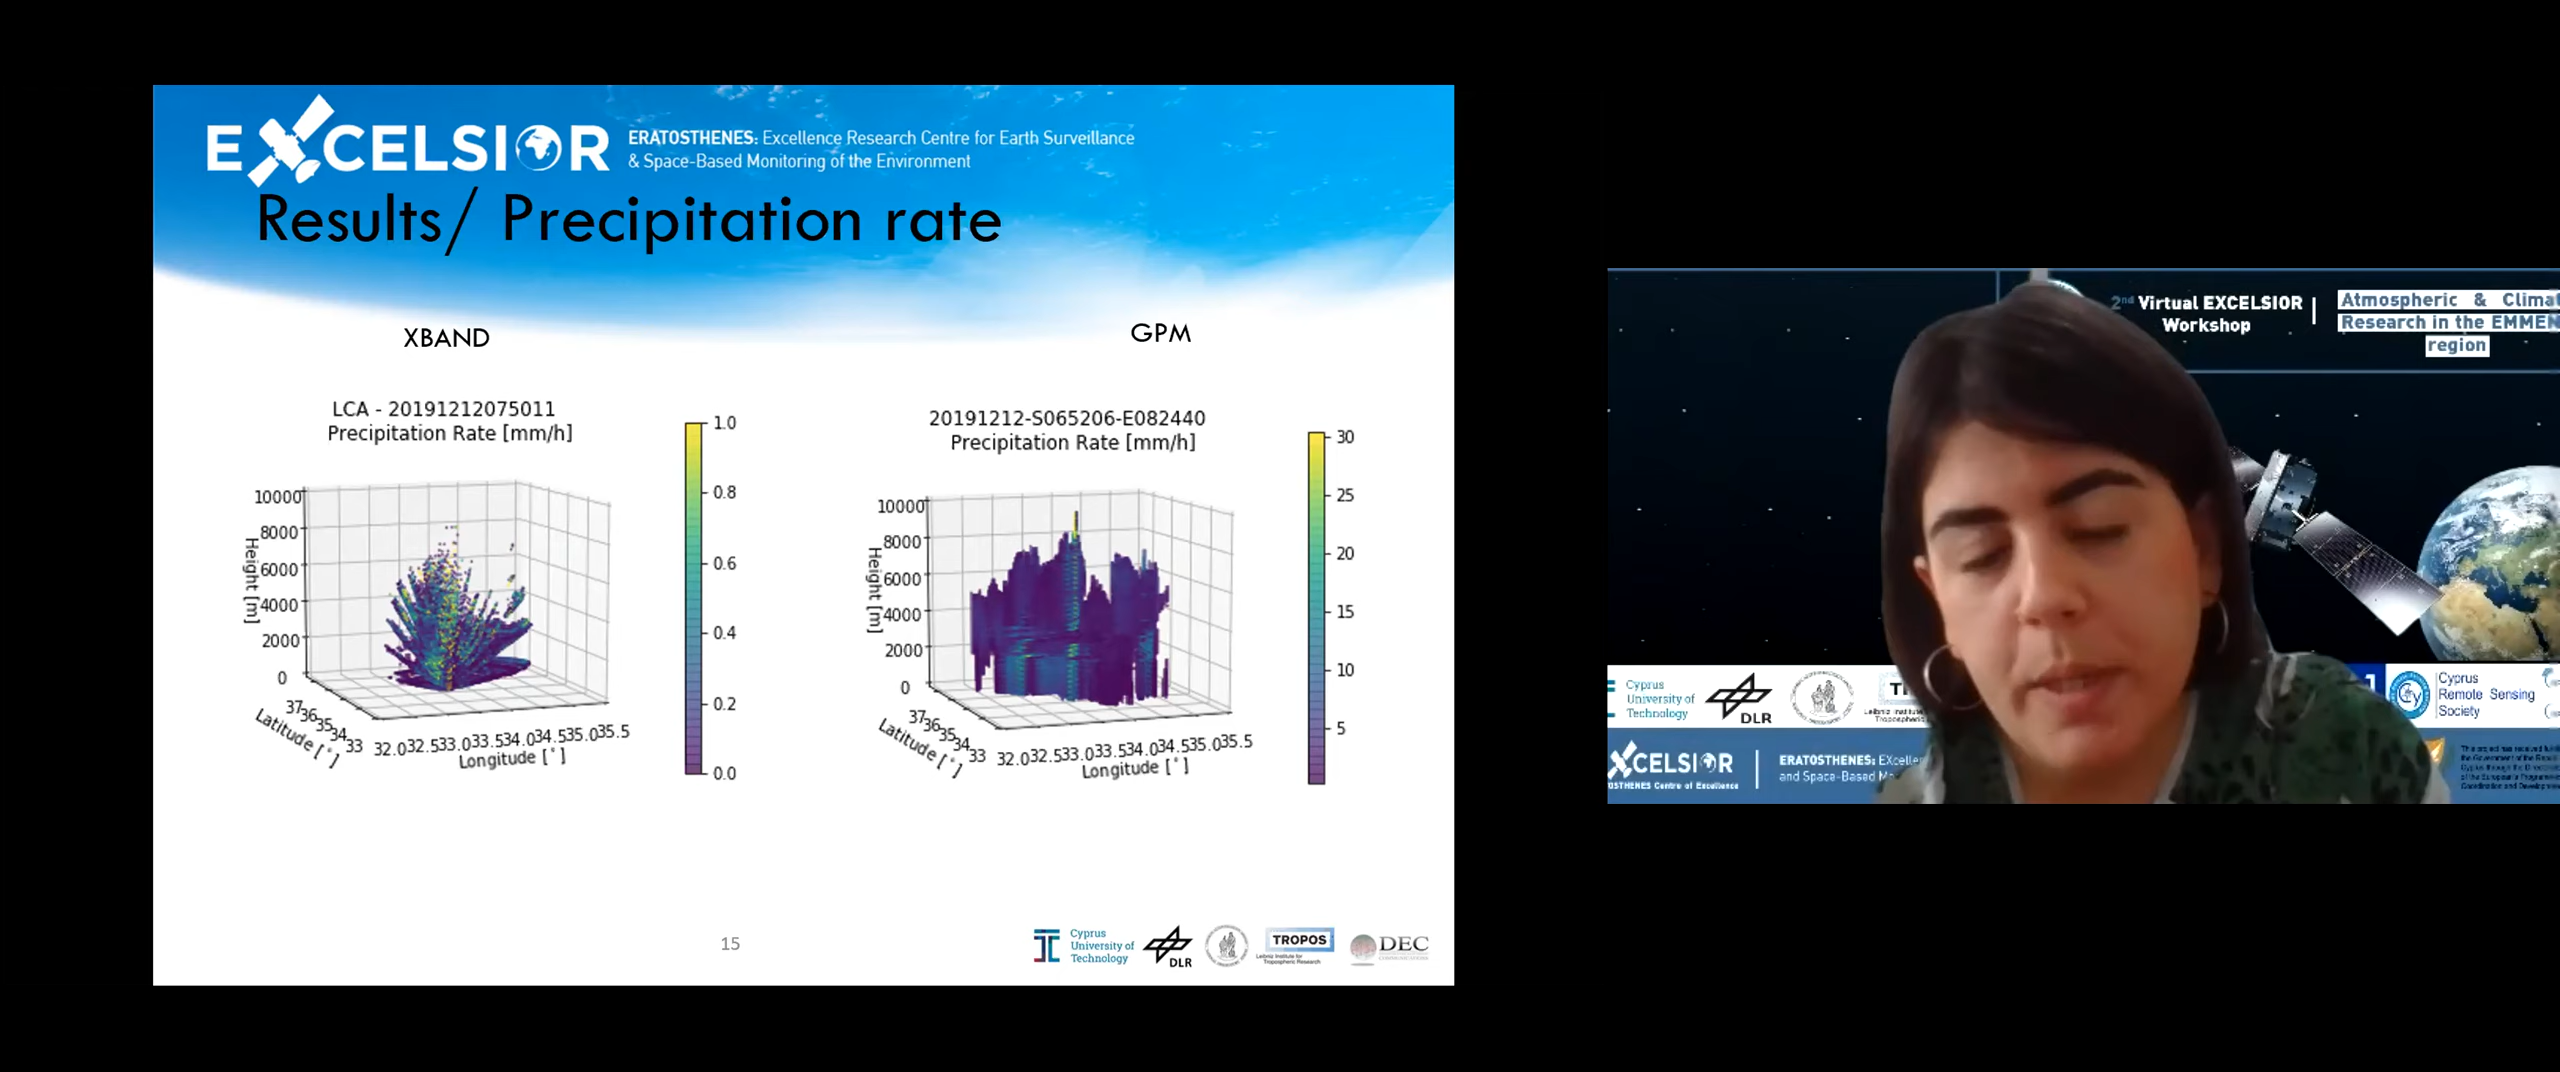 EXCELSIOR
ERATOSTHENES: Excellence Research Centre for Earth Surveillance
& Space-Based Monitoring of the Environment
Results/ Precipitation rate
XBAND
GPM
LCA - 20191212075011
Precipitation Rate [mm/h]
1.0
0.8
0.6
0.4
0.2
0.0
10000
8000
6000
4000
2000
0
Height [m]
37 36 35 34 33
Latitude [°]
32.0 32.5 33.0 33.5 34.0 34.5 35.0 35.5
Longitude [°]
20191212-S065206-E082440
Precipitation Rate [mm/h]
30
25
20
15
10
5
10000
8000
6000
4000
2000
0
Height [m]
37 36 35 34 33
Latitude [°]
32.0 32.5 33.0 33.5 34.0 34.5 35.0 35.5
Longitude [°]
15
Cyprus
University of
Technology
DLR
TROPOS
Leibniz Institute for
Tropospheric Research
DEC
2nd Virtual EXCELSIOR
Workshop
Atmospheric & Climat
Research in the EMMEN
region
Cyprus
University of
Technology
DLR
Cyprus
Remote Sensing
Society
XCELSIOR
OSTHENES Centre of Excellence
ERATOSTHENES: EXceller
and Space-Based Mo